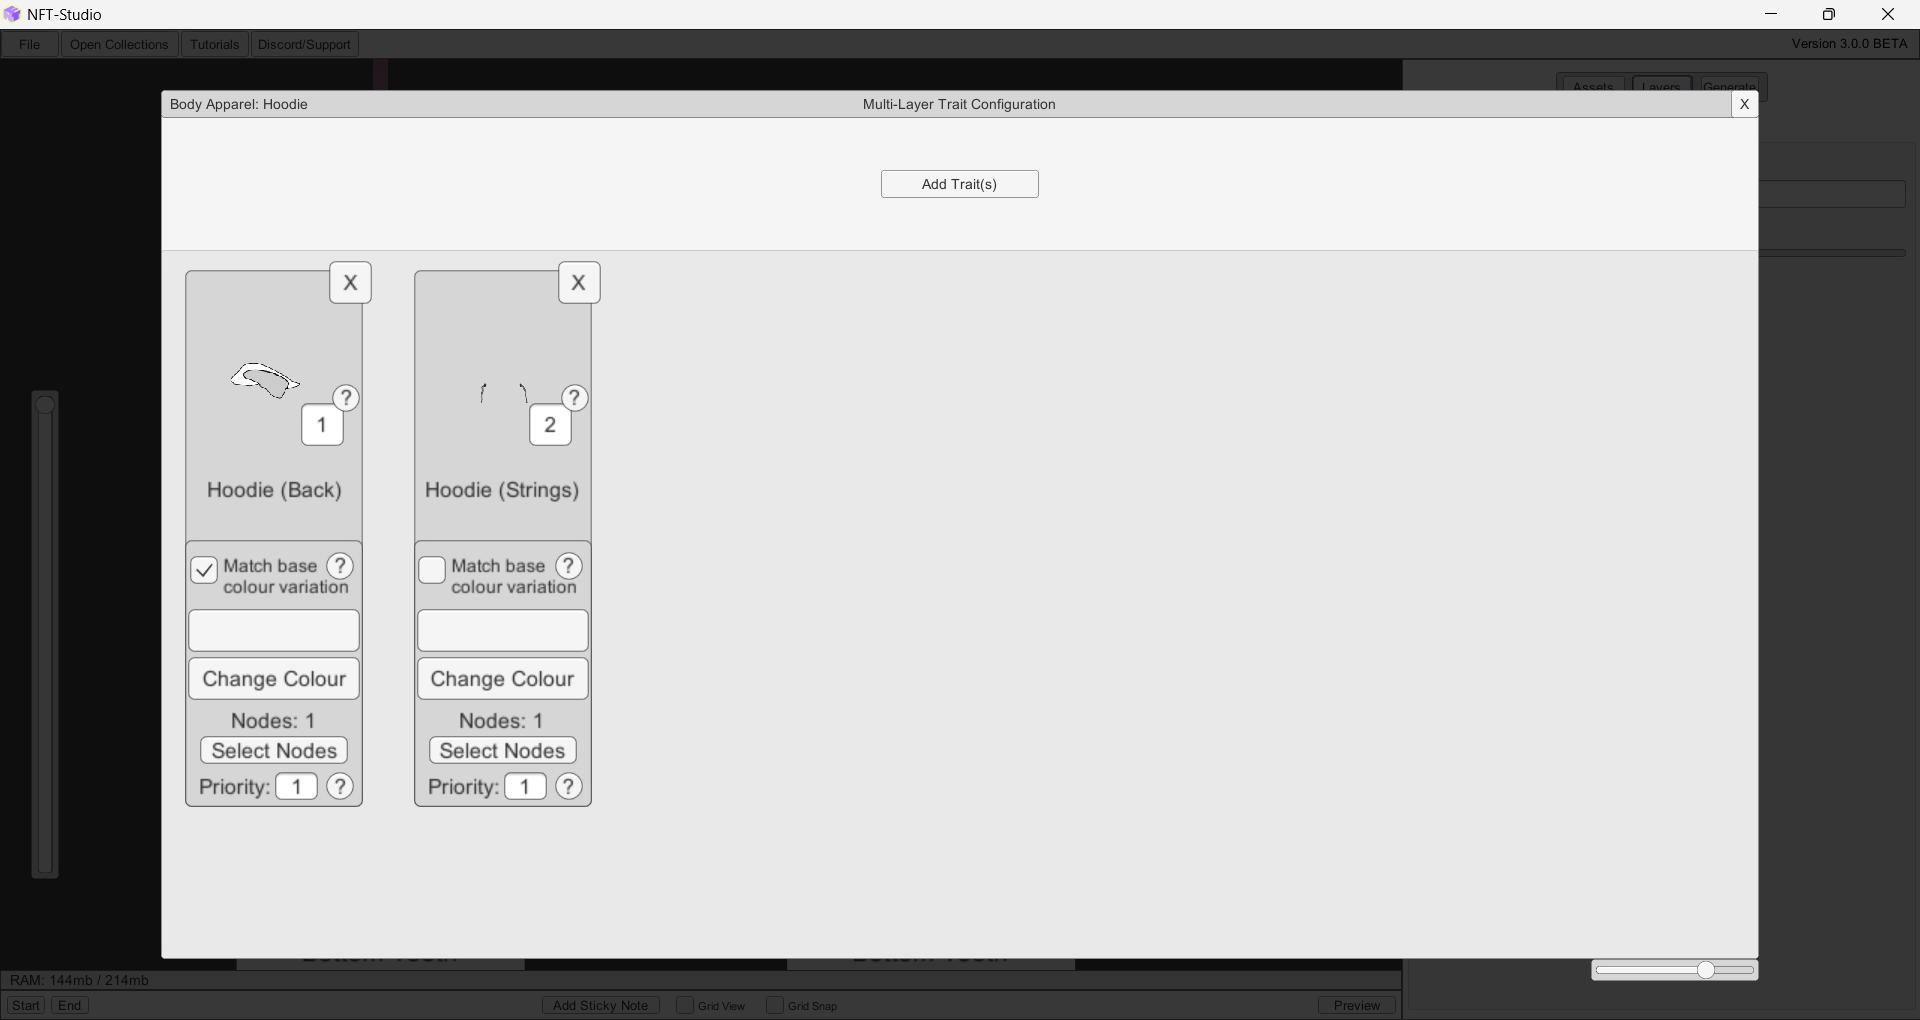 NFT-Studio
File
Open Collections
Tutorials
Discord/Support
Version 3.0.0 BETA
Assets
Layers
Generate
Body Apparel: Hoodie
Multi-Layer Trait Configuration
X
Add Trait(s)
X
X
?
1
?
2
Hoodie (Back)
Hoodie (Strings)
Match base ?
colour variation
Match base ?
colour variation
Change Colour
Change Colour
Nodes: 1
Nodes: 1
Select Nodes
Select Nodes
Priority: 1 ?
Priority: 1 ?
RAM: 144mb / 214mb
Start
End
Add Sticky Note
Grid View
Grid Snap
Preview